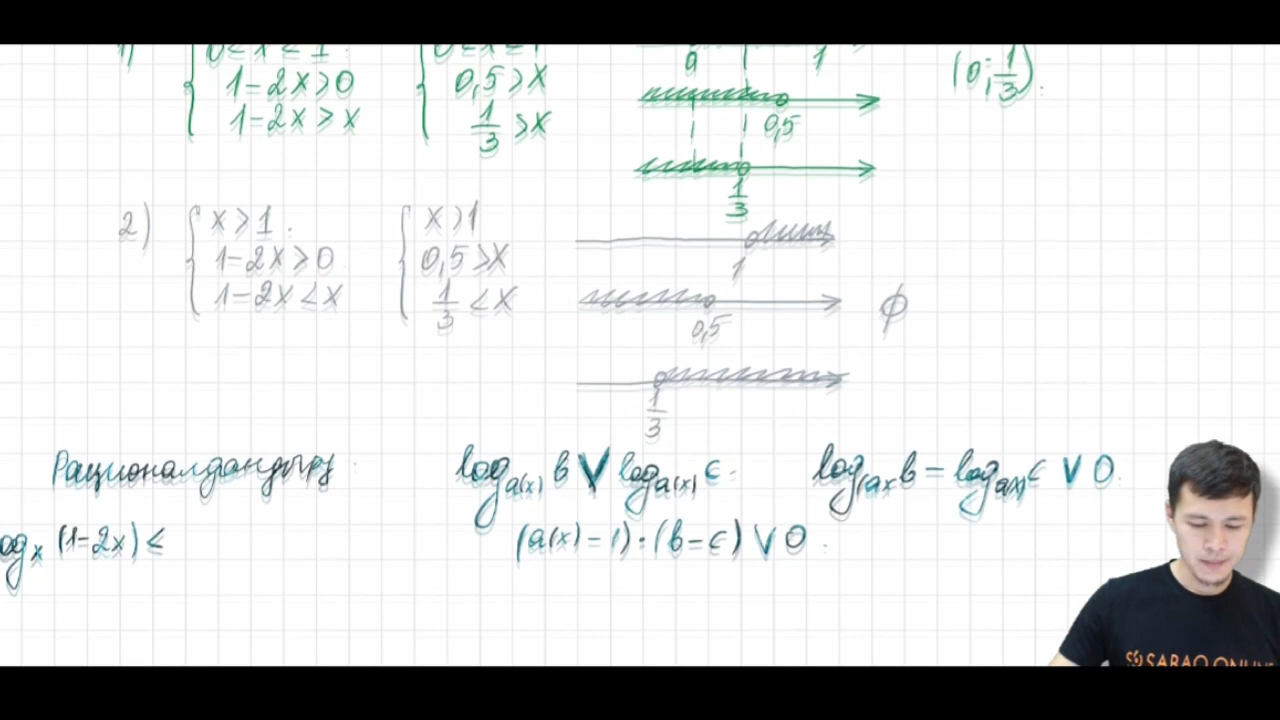 1) { 0<x<1 { 0<x<1 0 1 (0; 1/3).
1-2x>0 0,5>x 0,5
1-2x>x 1/3>x 1/3
2) { x>1. { x>1 1
1-2x>0 0,5>x 0,5 ∅
1-2x<x 1/3<x 1/3
Рационалдандыру: log_a(x) b V log_a(x) c. log_a(x) b - log_a(x) c V 0.
log_x (1-2x) < (a(x)-1)·(b-c) V 0.
SABAQ ONLINE